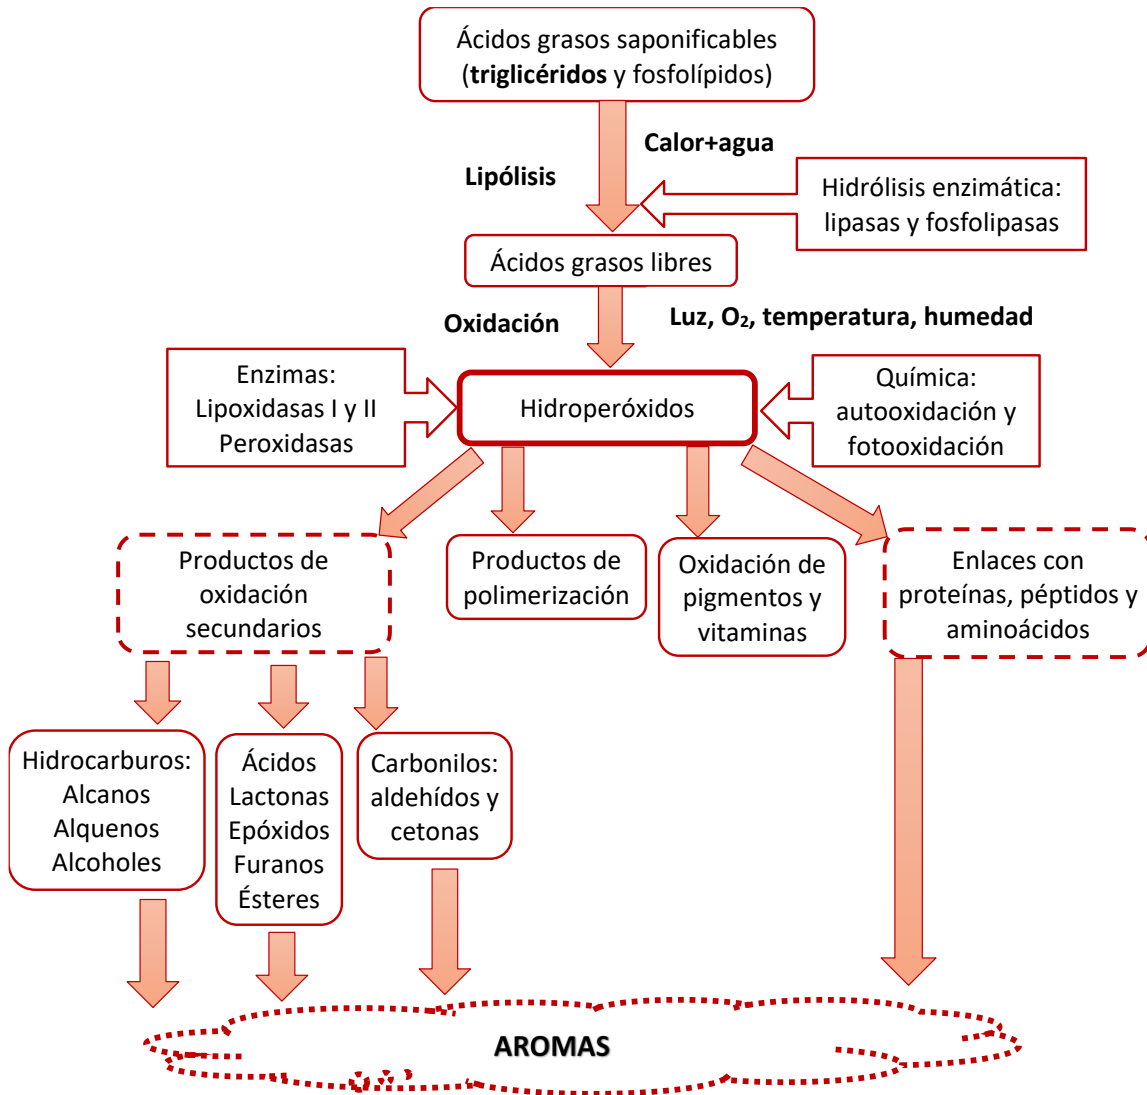 Ácidos grasos saponificables
(triglicéridos y fosfolípidos)
Calor+agua
Lipólisis
Hidrólisis enzimática:
lipasas y fosfolipasas
Ácidos grasos libres
Oxidación
Luz, O₂, temperatura, humedad
Enzimas:
Lipoxidasas I y II
Peroxidasas
Hidroperóxidos
Química:
autooxidación y
fotooxidación
Productos de
oxidación
secundarios
Productos de
polimerización
Oxidación de
pigmentos y
vitaminas
Enlaces con
proteínas, péptidos y
aminoácidos
Hidrocarburos:
Alcanos
Alquenos
Alcoholes
Ácidos
Lactonas
Epóxidos
Furanos
Ésteres
Carbonilos:
aldehídos y
cetonas
AROMAS